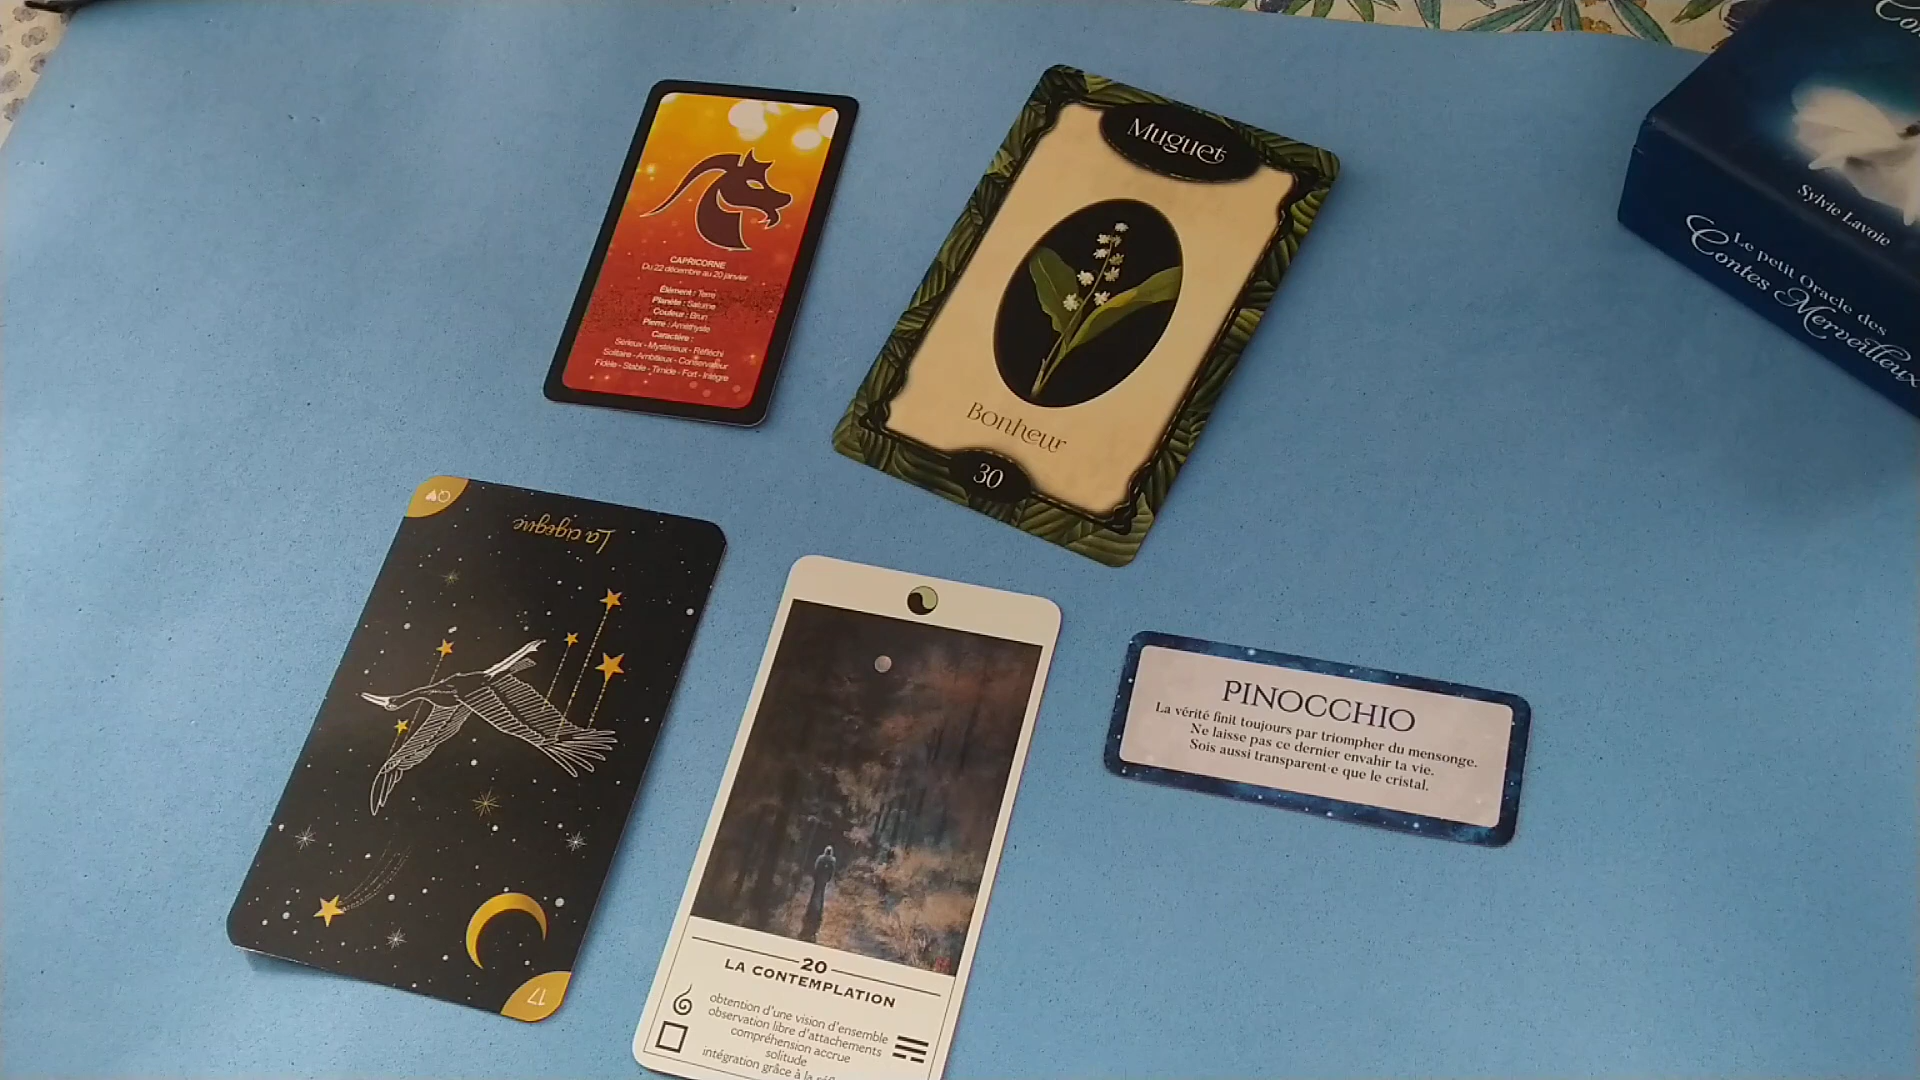 CAPRICORNE
Du 22 décembre au 20 janvier
Élément : Terre
Planète : Saturne
Couleur : Brun
Pierre : Améthyste
Caractère :
Sérieux - Mystérieux - Réfléchi
Solitaire - Ambitieux - Conservateur
Fidèle - Stable - Timide - Fort - Intègre
Muguet
Bonheur
30
Sylvie Lavoie
Le petit Oracle des
Contes Merveilleux
Q
La cigogne
17
20
LA CONTEMPLATION
obtention d'une vision d'ensemble
observation libre d'attachements
compréhension accrue
solitude
intégration grâce à la
PINOCCHIO
La vérité finit toujours par triompher du mensonge.
Ne laisse pas ce dernier envahir ta vie.
Sois aussi transparent·e que le cristal.